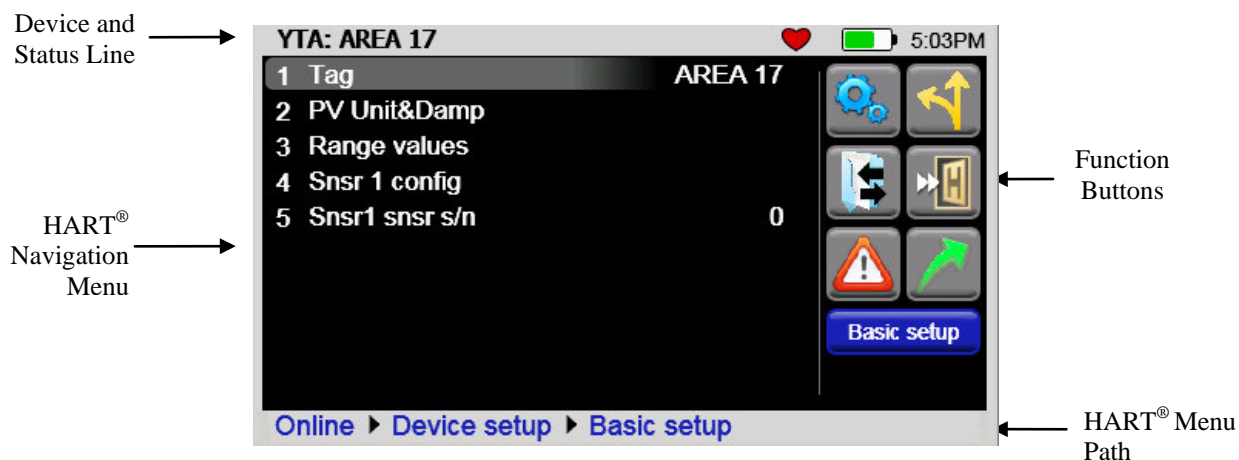 Device and
Status Line
YTA: AREA 17 5:03PM
1 Tag AREA 17
2 PV Unit&Damp
3 Range values
4 Snsr 1 config
5 Snsr1 snsr s/n 0
Basic setup
Online ▶ Device setup ▶ Basic setup
HART®
Navigation
Menu
Function
Buttons
HART® Menu
Path